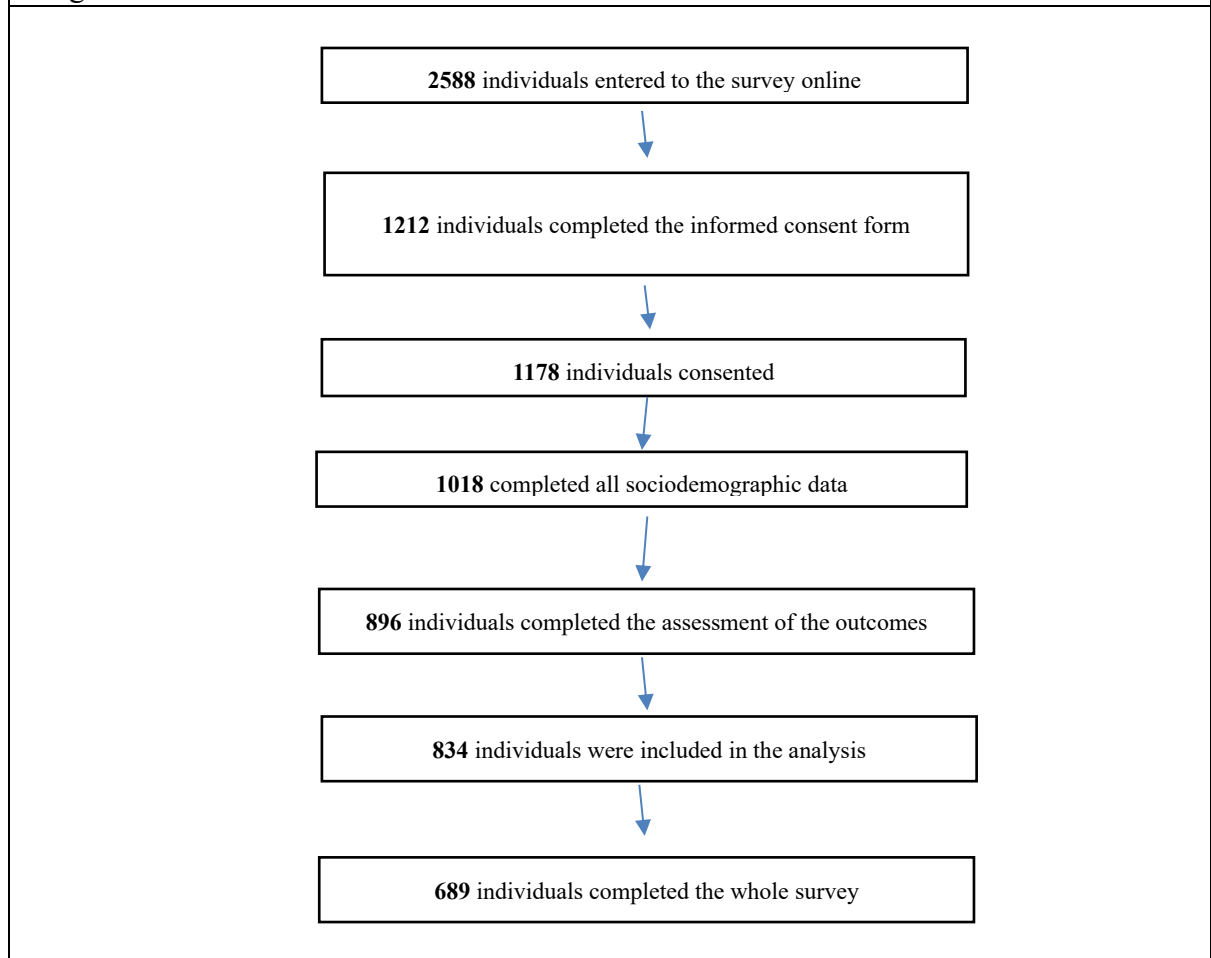 2588 individuals entered to the survey online
1212 individuals completed the informed consent form
1178 individuals consented
1018 completed all sociodemographic data
896 individuals completed the assessment of the outcomes
834 individuals were included in the analysis
689 individuals completed the whole survey